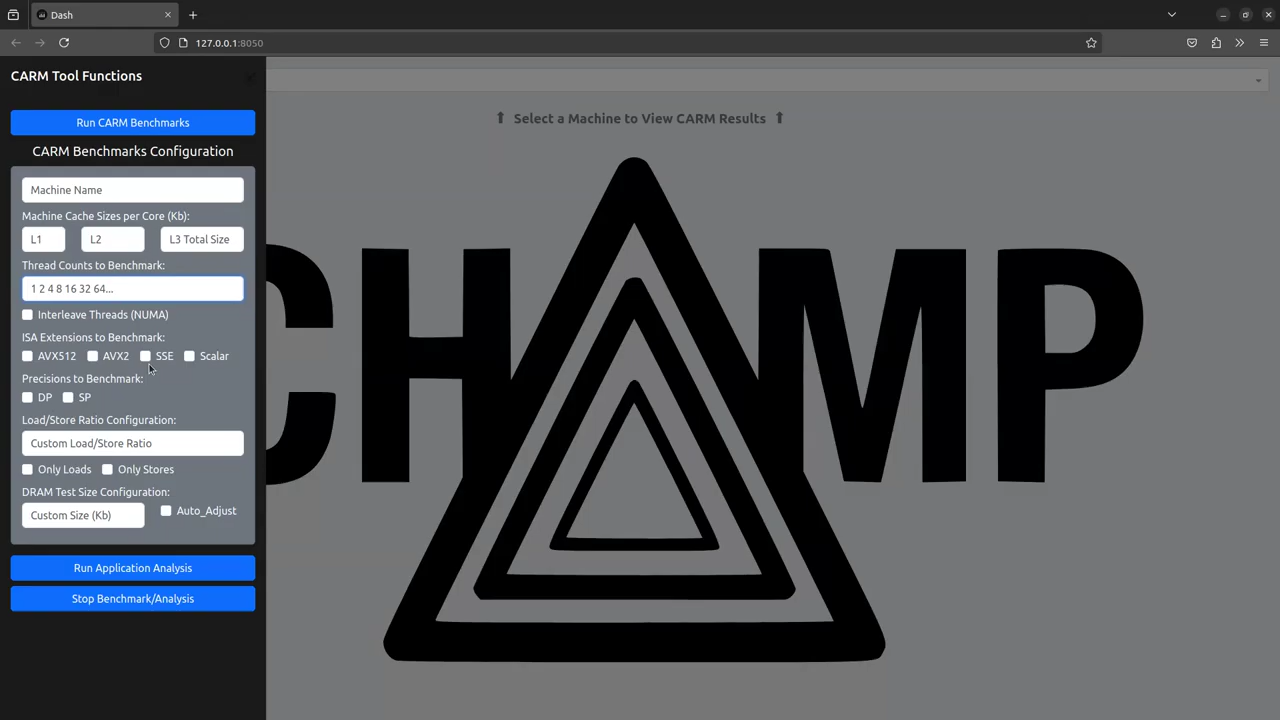 Dash
127.0.0.1:8050
CARM Tool Functions
Run CARM Benchmarks
CARM Benchmarks Configuration
Machine Name
Machine Cache Sizes per Core (Kb):
L1 L2 L3 Total Size
Thread Counts to Benchmark:
1 2 4 8 16 32 64...
Interleave Threads (NUMA)
ISA Extensions to Benchmark:
AVX512 AVX2 SSE Scalar
Precisions to Benchmark:
DP SP
Load/Store Ratio Configuration:
Custom Load/Store Ratio
Only Loads Only Stores
DRAM Test Size Configuration:
Custom Size (Kb) Auto_Adjust
Run Application Analysis
Stop Benchmark/Analysis
⬆ Select a Machine to View CARM Results ⬆
CHAMP